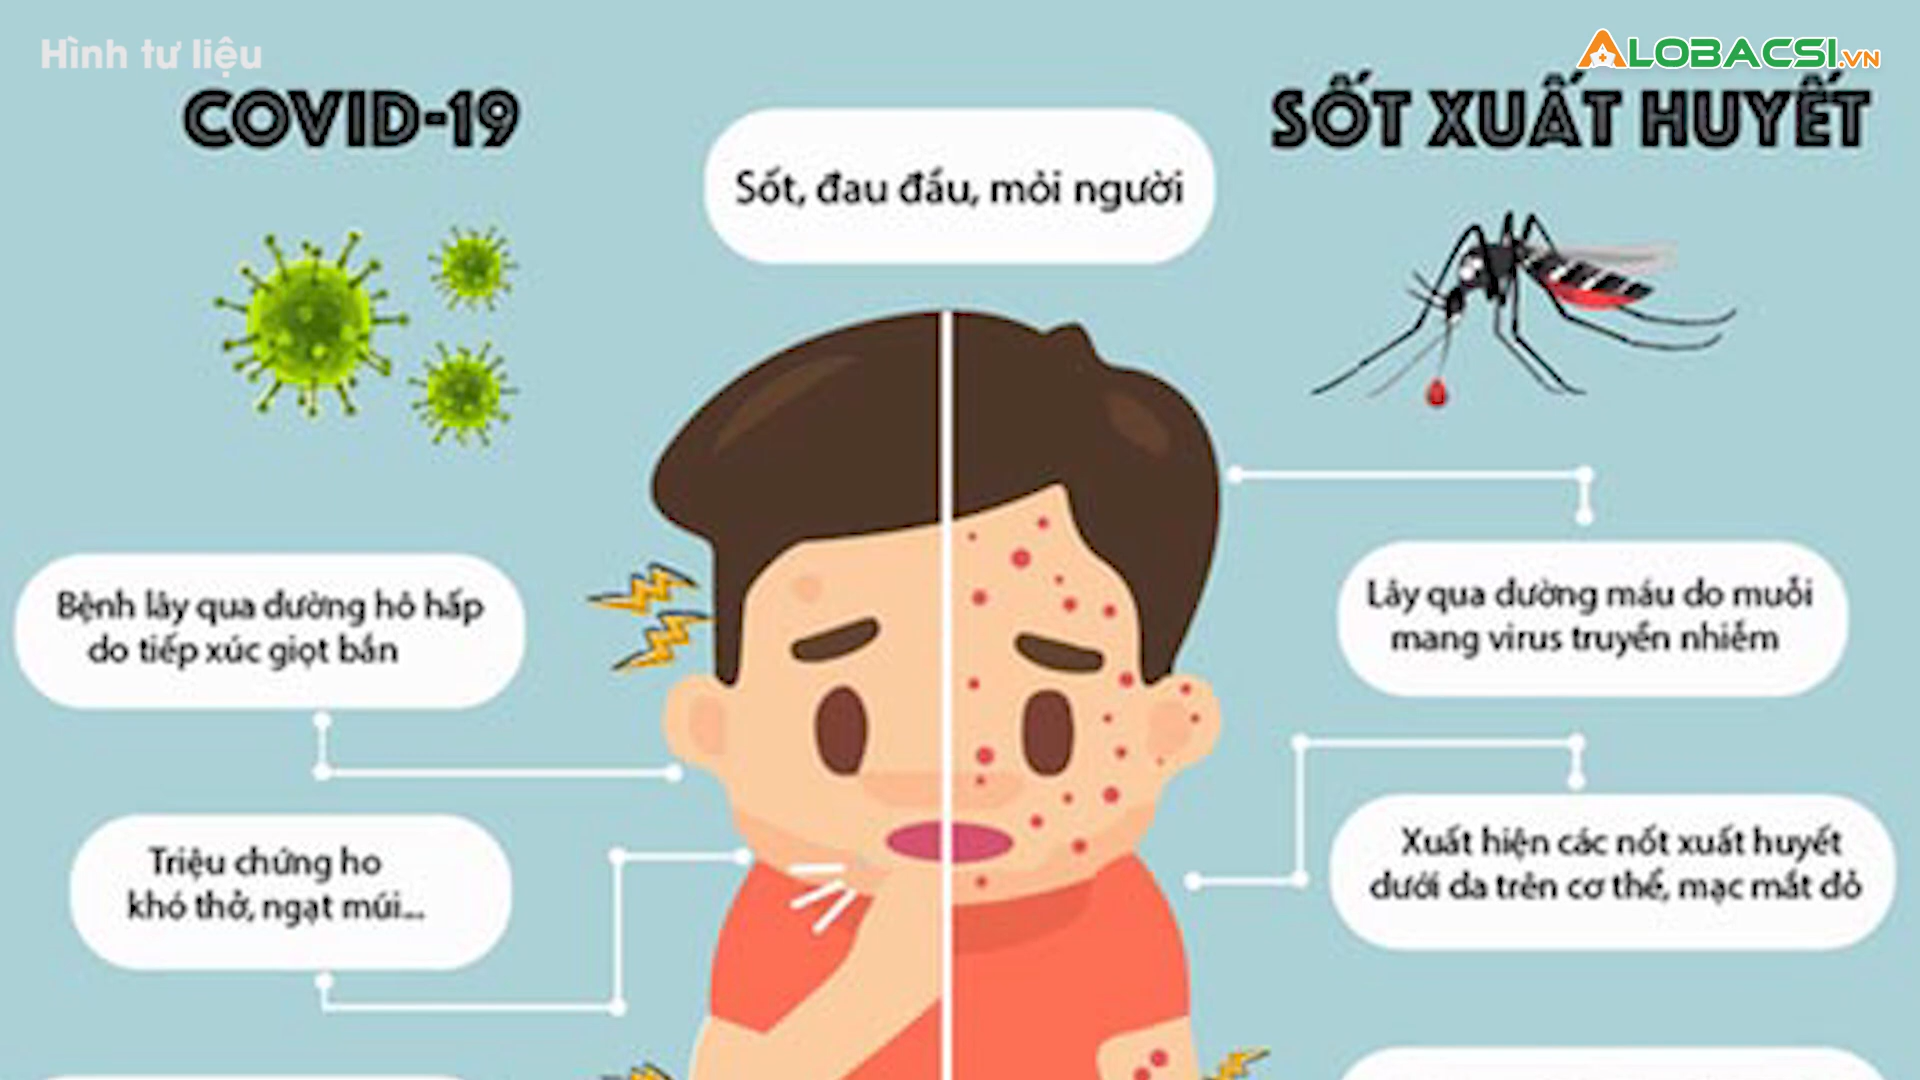 Hình tư liệu
ALOBACSI.VN
COVID-19
SỐT XUẤT HUYẾT
Sốt, đau đầu, mỏi người
Bệnh lây qua đường hô hấp
do tiếp xúc giọt bắn
Lây qua đường máu do muỗi
mang virus truyền nhiễm
Triệu chứng ho
khó thở, ngạt mũi...
Xuất hiện các nốt xuất huyết
dưới da trên cơ thể, mạc mắt đỏ